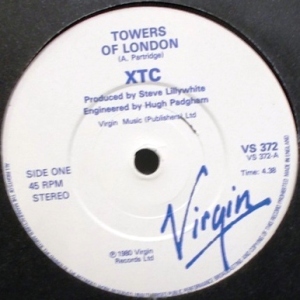 TOWERS
OF LONDON
(A. Partridge)
XTC
Produced by Steve Lillywhite
Engineered by Hugh Padgham
Virgin Music (Publishers) Ltd
VS 372
VS 372-A
SIDE ONE
45 RPM
STEREO
Time: 4.38
Virgin
℗1980 Virgin
Records Ltd